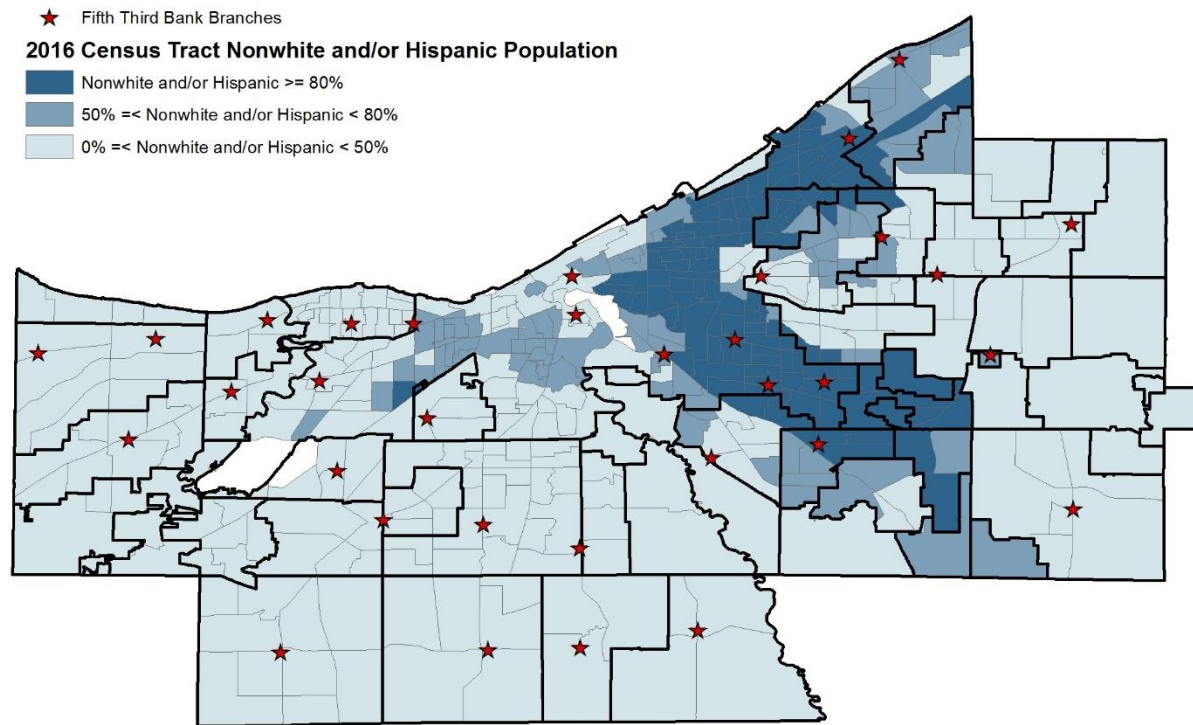 Fifth Third Bank Branches
2016 Census Tract Nonwhite and/or Hispanic Population
Nonwhite and/or Hispanic >= 80%
50% =< Nonwhite and/or Hispanic < 80%
0% =< Nonwhite and/or Hispanic < 50%